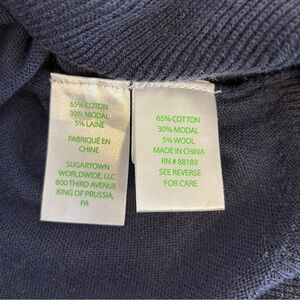 65% COTTON
30% MODAL
5% LAINE
FABRIQUÉ EN
CHINE
SUGARTOWN
WORLDWIDE, LLC
800 THIRD AVENUE
KING OF PRUSSIA,
PA
65% COTTON
30% MODAL
5% WOOL
MADE IN CHINA
RN # 88189
SEE REVERSE
FOR CARE